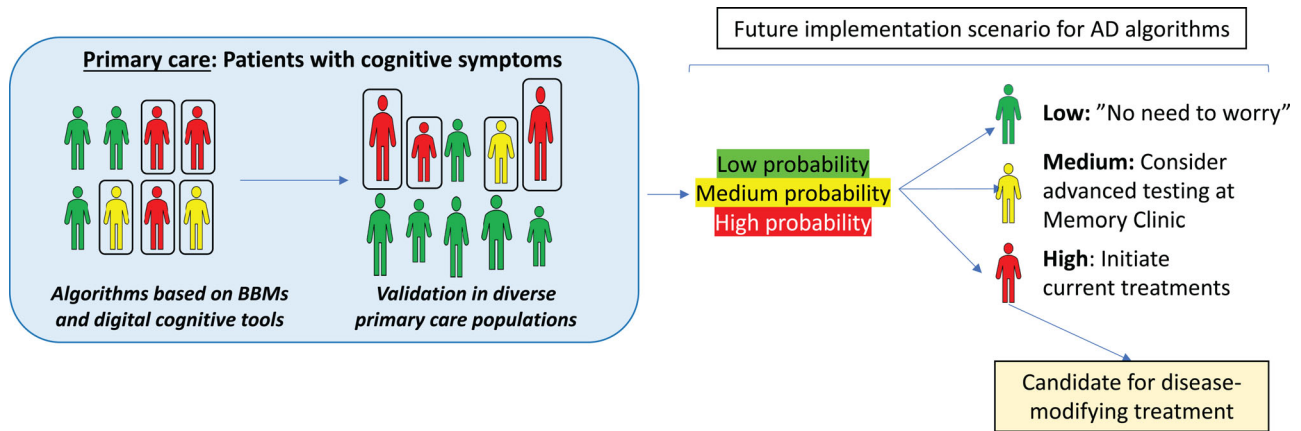 Primary care: Patients with cognitive symptoms
Algorithms based on BBMs
and digital cognitive tools
Validation in diverse
primary care populations
Future implementation scenario for AD algorithms
Low probability
Medium probability
High probability
Low: ”No need to worry”
Medium: Consider
advanced testing at
Memory Clinic
High: Initiate
current treatments
Candidate for disease-
modifying treatment